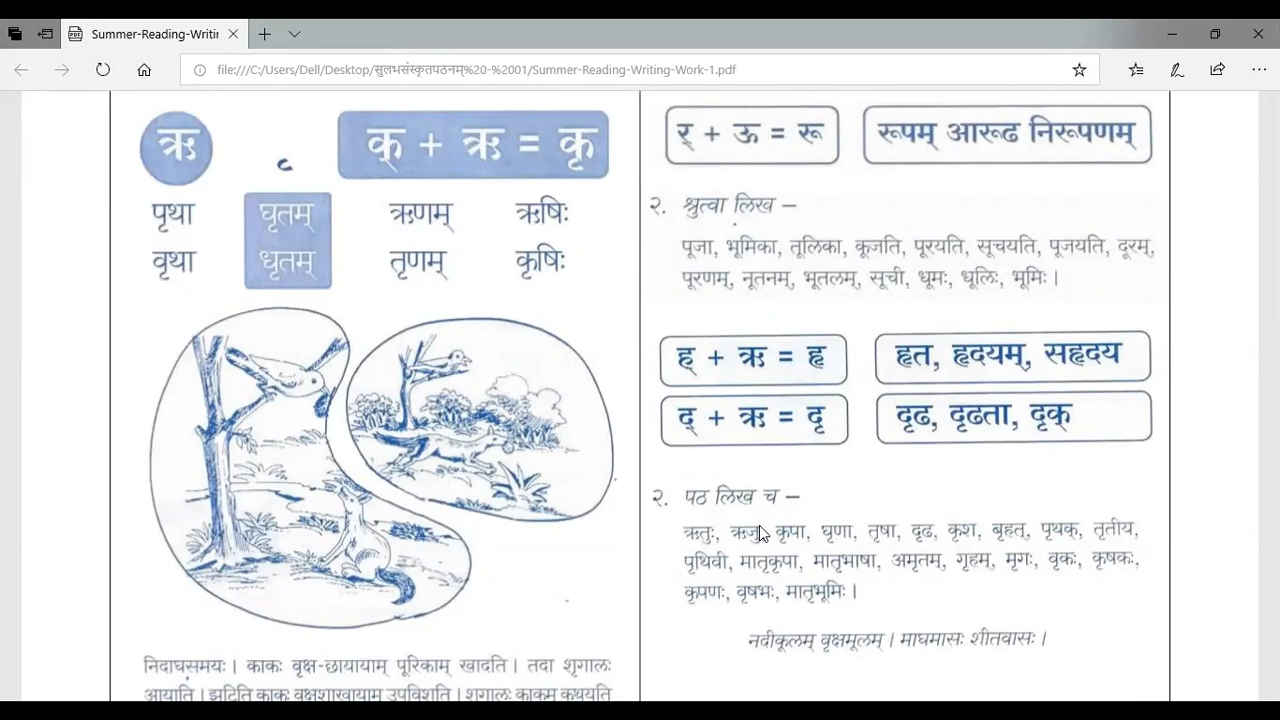 Summer-Reading-Writin
file:///C:/Users/Dell/Desktop/सुलभसंस्कृतपठनम्%20-%2001/Summer-Reading-Writing-Work-1.pdf
ऋ
क् + ऋ = कृ
पृथा घृतम् ऋणम् ऋषिः
वृथा धृतम् तृणम् कृषिः
निदाघसमयः । काकः वृक्ष-छायायाम् पूरिकाम् खादति । तदा शृगालः
आयाति । झटिति काकः वृक्षशाखायाम् उपविशति । शृगालः काकम् कथयति
र् + ऊ = रू
रूपम् आरूढ निरूपणम्
२. श्रुत्वा लिख –
पूजा, भूमिका, तूलिका, कूजति, पूरयति, सूचयति, पूजयति, दूरम्,
पूरणम्, नूतनम्, भूतलम्, सूची, धूमः, धूलिः, भूमिः ।
ह् + ऋ = हृ
हृत, हृदयम्, सहृदय
द् + ऋ = दृ
दृढ, दृढता, दृक्
२. पठ लिख च –
ऋतुः, ऋजु, कृपा, घृणा, तृषा, दृढ, कृश, बृहत्, पृथक्, तृतीय,
पृथिवी, मातृकृपा, मातृभाषा, अमृतम्, गृहम्, मृगः, वृकः, कृषकः,
कृपणः, वृषभः, मातृभूमिः ।
नदीकूलम् वृक्षमूलम् । माघमासः शीतवासः ।